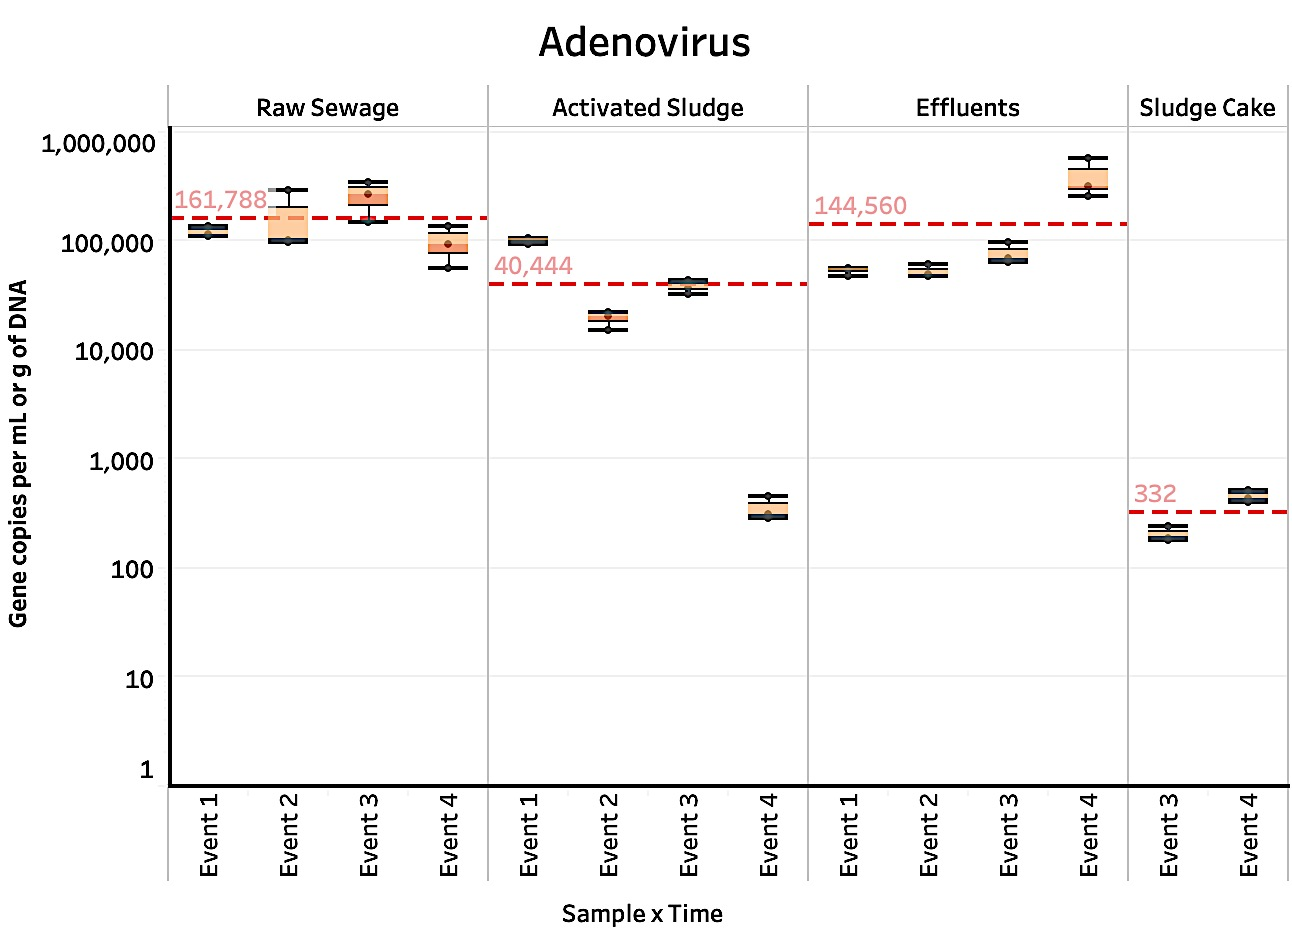 Adenovirus
Raw Sewage
Activated Sludge
Effluents
Sludge Cake
Gene copies per mL or g of DNA
1,000,000
100,000
10,000
1,000
100
10
1
161,788
40,444
144,560
332
Event 1
Event 2
Event 3
Event 4
Event 1
Event 2
Event 3
Event 4
Event 1
Event 2
Event 3
Event 4
Event 3
Event 4
Sample x Time